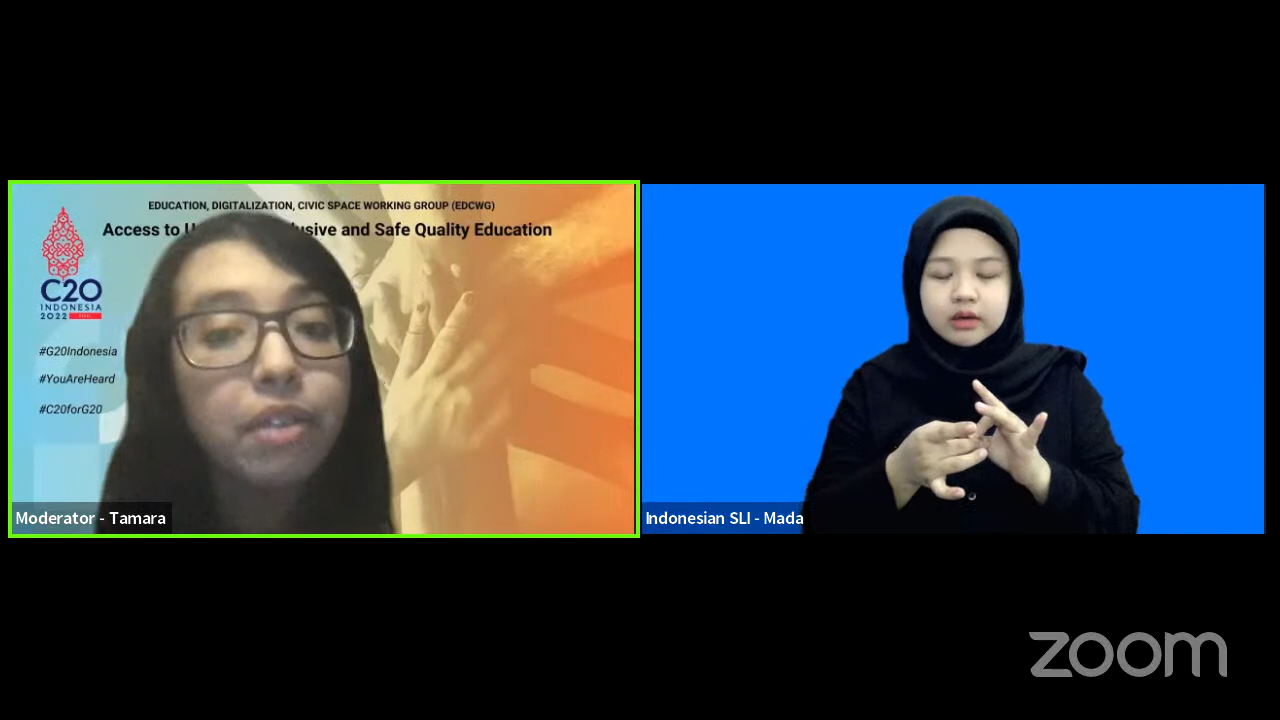 EDUCATION, DIGITALIZATION, CIVIC SPACE WORKING GROUP (EDCWG)
Access to U usive and Safe Quality Education
C20
INDONESIA
2022
#G20Indonesia
#YouAreHeard
#C20forG20
Moderator - Tamara
Indonesian SLI - Mada
zoom